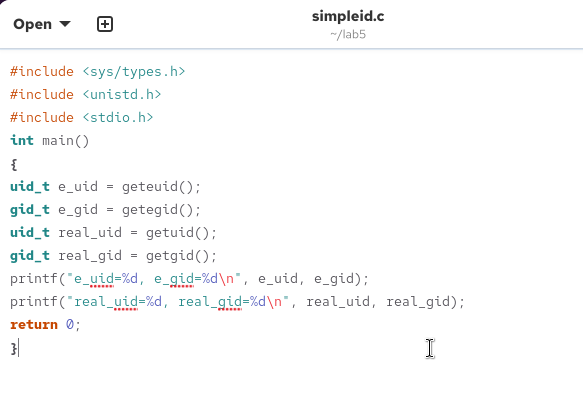 simpleid.c
Open
~/lab5
#include <sys/types.h>
#include <unistd.h>
#include <stdio.h>
int main()
{
uid_t e_uid = geteuid();
gid_t e_gid = getegid();
uid_t real_uid = getuid();
gid_t real_gid = getgid();
printf("e_uid=%d, e_gid=%d\n", e_uid, e_gid);
printf("real_uid=%d, real_gid=%d\n", real_uid, real_gid);
return 0;
}